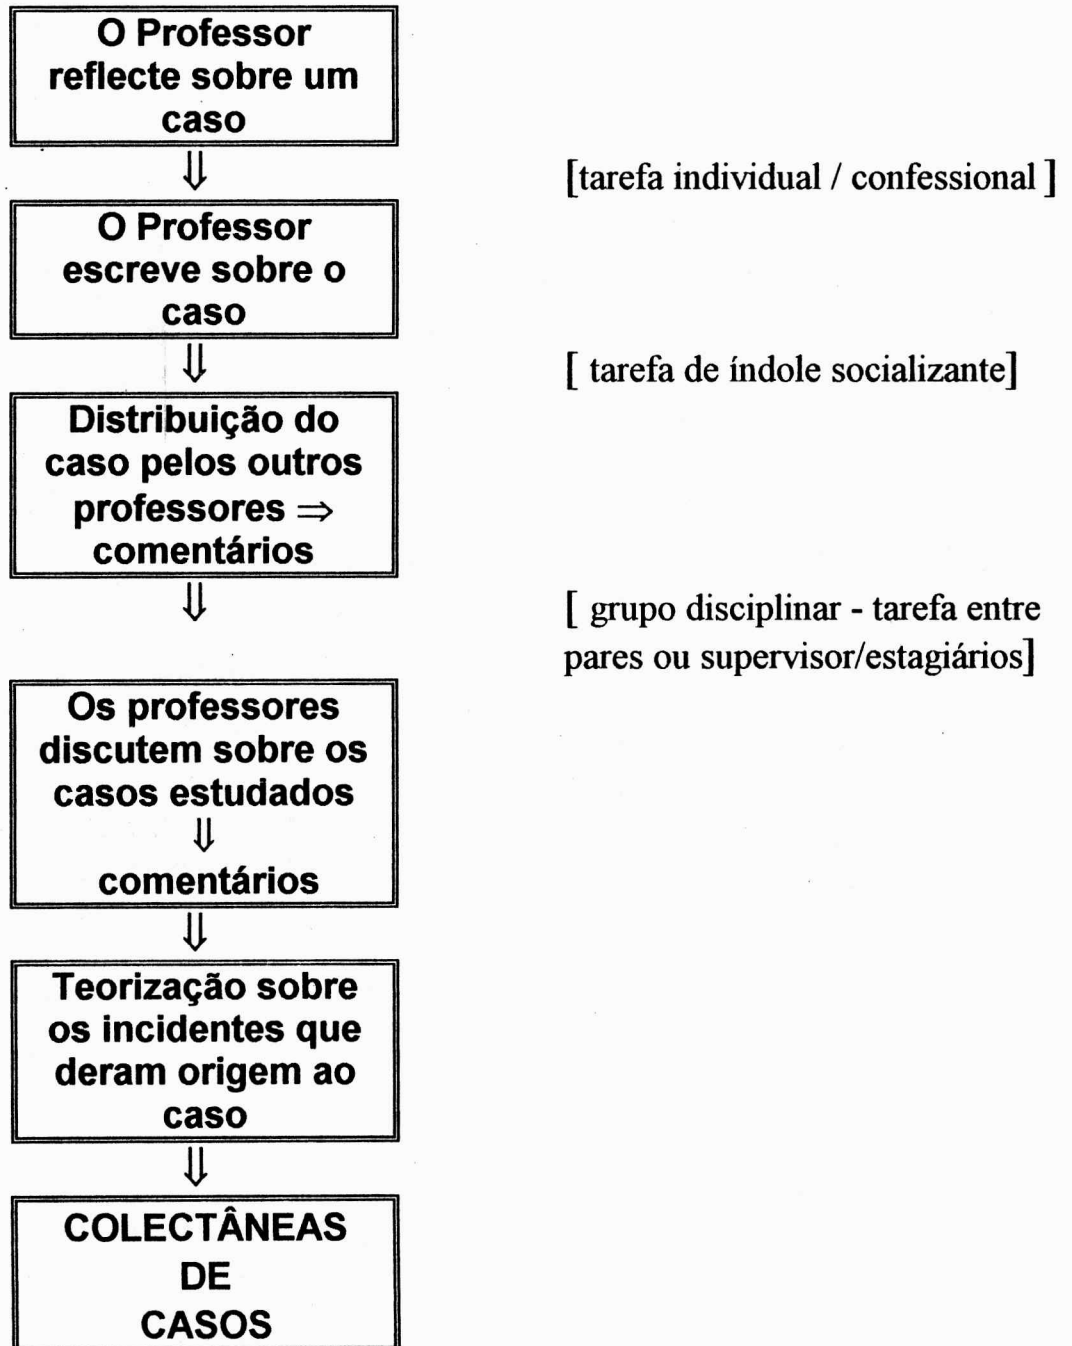 O Professor
reflecte sobre um
caso
⇓
[tarefa individual / confessional ]
O Professor
escreve sobre o
caso
⇓
[ tarefa de índole socializante]
Distribuição do
caso pelos outros
professores ⇒
comentários
⇓
[ grupo disciplinar - tarefa entre
pares ou supervisor/estagiários]
Os professores
discutem sobre os
casos estudados
⇓
comentários
⇓
Teorização sobre
os incidentes que
deram origem ao
caso
⇓
COLECTÂNEAS
DE
CASOS